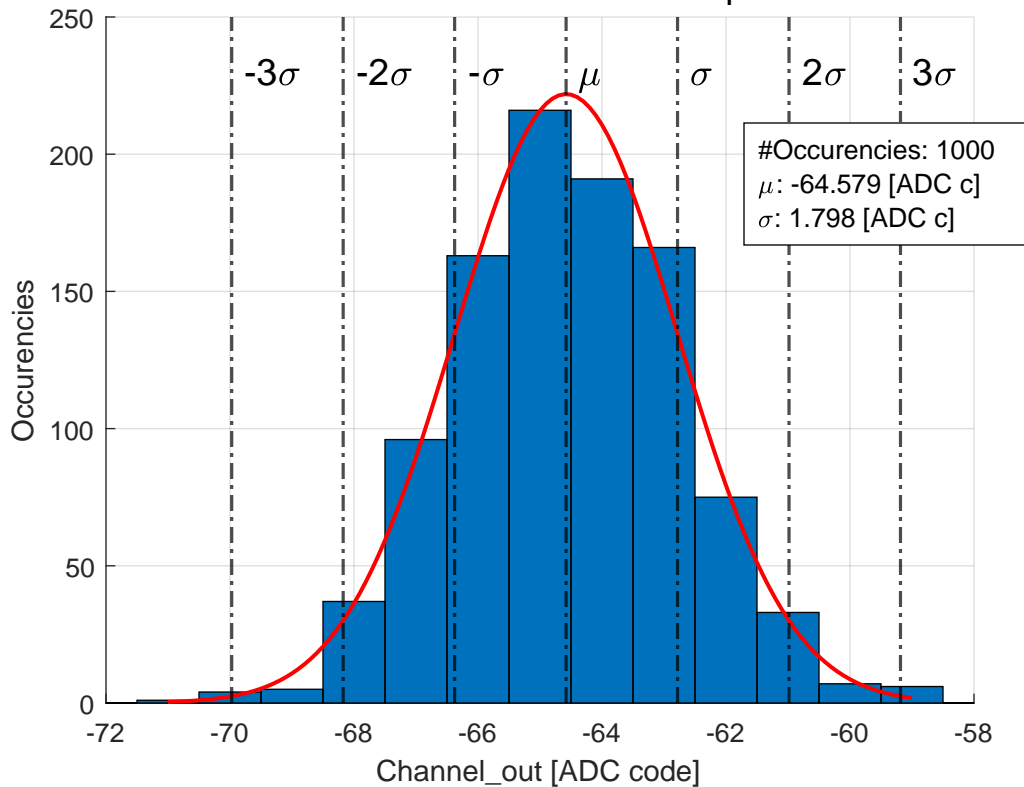 250
200
150
100
50
0
-3σ
-2σ
-σ
μ
σ
2σ
3σ
#Occurencies: 1000
μ: -64.579 [ADC c]
σ: 1.798 [ADC c]
Occurencies
-72
-70
-68
-66
-64
-62
-60
-58
Channel_out [ADC code]